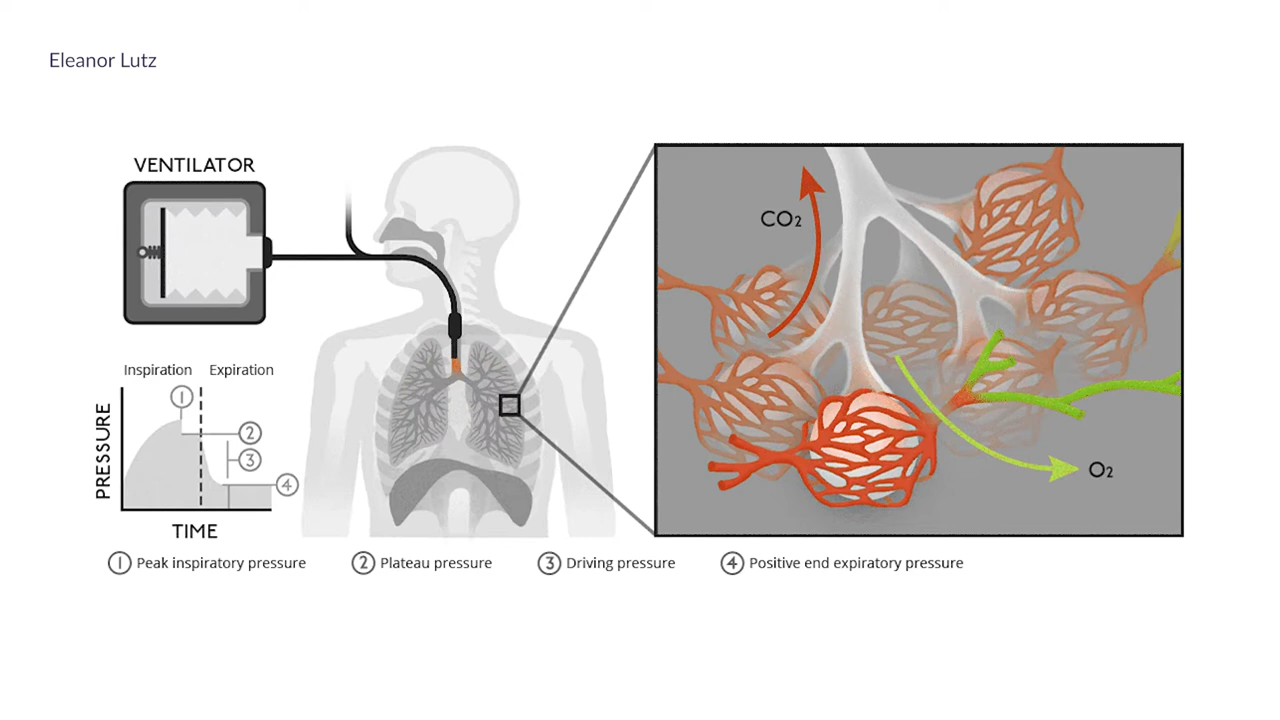 Eleanor Lutz
VENTILATOR
Inspiration
Expiration
PRESSURE
1
2
3
4
TIME
1 Peak inspiratory pressure
2 Plateau pressure
3 Driving pressure
4 Positive end expiratory pressure
CO₂
O₂